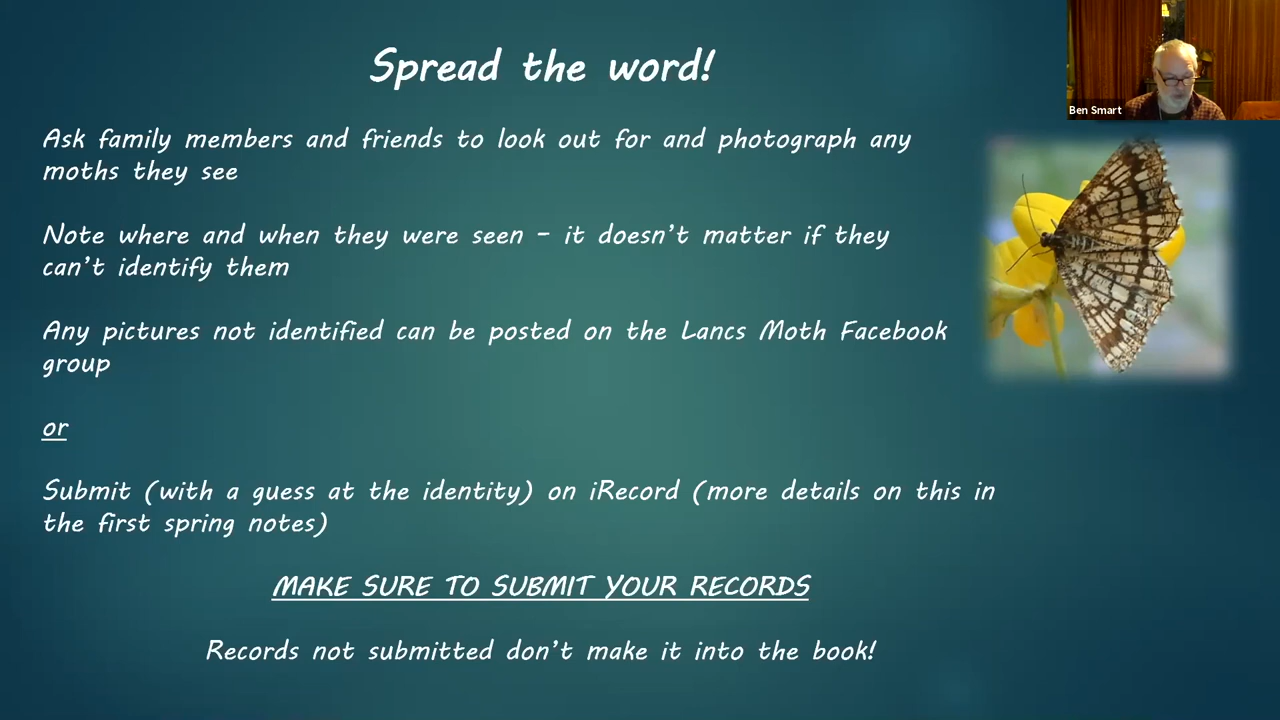 Spread the word!
Ben Smart
Ask family members and friends to look out for and photograph any
moths they see
Note where and when they were seen – it doesn't matter if they
can't identify them
Any pictures not identified can be posted on the Lancs Moth Facebook
group
or
Submit (with a guess at the identity) on iRecord (more details on this in
the first spring notes)
MAKE SURE TO SUBMIT YOUR RECORDS
Records not submitted don't make it into the book!